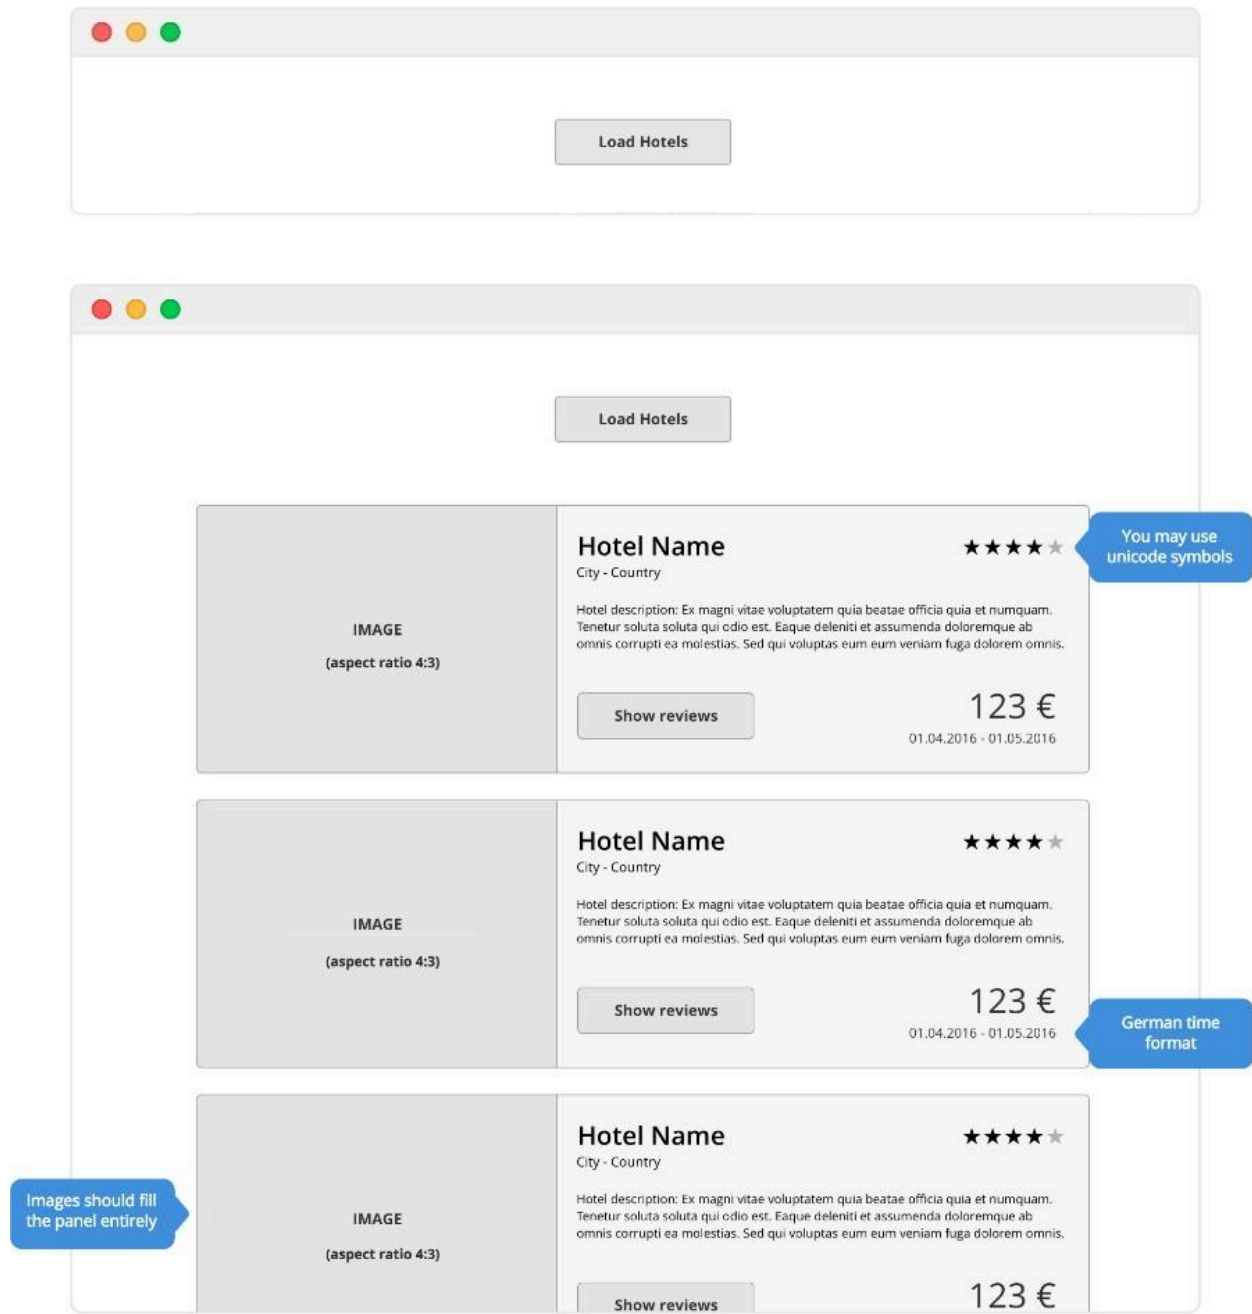 Load Hotels
Load Hotels
Hotel Name
★★★★★
You may use
unicode symbols
City - Country
Hotel description: Ex magni vitae voluptatem quia beatae officia quia et numquam.
Tenetur soluta soluta qui odio est. Eaque deleniti et assumenda doloremque ab
omnis corrupti ea molestias. Sed qui voluptas eum eum veniam fuga dolorem omnis.
IMAGE
(aspect ratio 4:3)
Show reviews
123 €
01.04.2016 - 01.05.2016
Hotel Name
★★★★★
City - Country
Hotel description: Ex magni vitae voluptatem quia beatae officia quia et numquam.
Tenetur soluta soluta qui odio est. Eaque deleniti et assumenda doloremque ab
omnis corrupti ea molestias. Sed qui voluptas eum eum veniam fuga dolorem omnis.
IMAGE
(aspect ratio 4:3)
Show reviews
123 €
01.04.2016 - 01.05.2016
German time
format
Hotel Name
★★★★★
City - Country
Hotel description: Ex magni vitae voluptatem quia beatae officia quia et numquam.
Tenetur soluta soluta qui odio est. Eaque deleniti et assumenda doloremque ab
omnis corrupti ea molestias. Sed qui voluptas eum eum veniam fuga dolorem omnis.
Images should fill
the panel entirely
IMAGE
(aspect ratio 4:3)
Show reviews
123 €